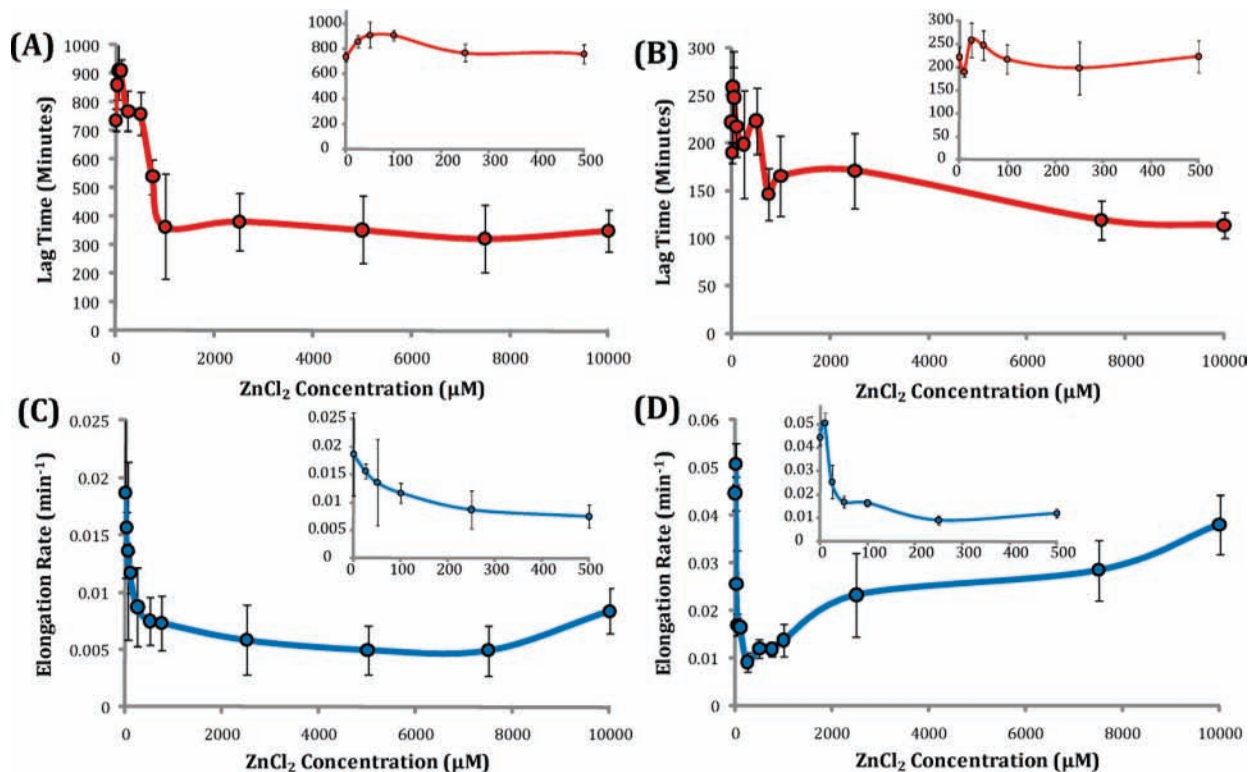 (A)
1000
900
800
700
600
500
400
300
200
100
0
Lag Time (Minutes)
1000
800
600
400
200
0
0 100 200 300 400 500
0 2000 4000 6000 8000 10000
ZnCl₂ Concentration (µM)
(B)
300
250
200
150
100
50
0
Lag Time (Minutes)
300
250
200
150
100
50
0
0 100 200 300 400 500
0 2000 4000 6000 8000 10000
ZnCl₂ Concentration (µM)
(C)
0.025
0.02
0.015
0.01
0.005
0
Elongation Rate (min⁻¹)
0.025
0.02
0.015
0.01
0.005
0
0 100 200 300 400 500
0 2000 4000 6000 8000 10000
ZnCl₂ Concentration (µM)
(D)
0.06
0.05
0.04
0.03
0.02
0.01
0
Elongation Rate (min⁻¹)
0.05
0.04
0.03
0.02
0.01
0
0 100 200 300 400 500
0 2000 4000 6000 8000 10000
ZnCl₂ Concentration (µM)